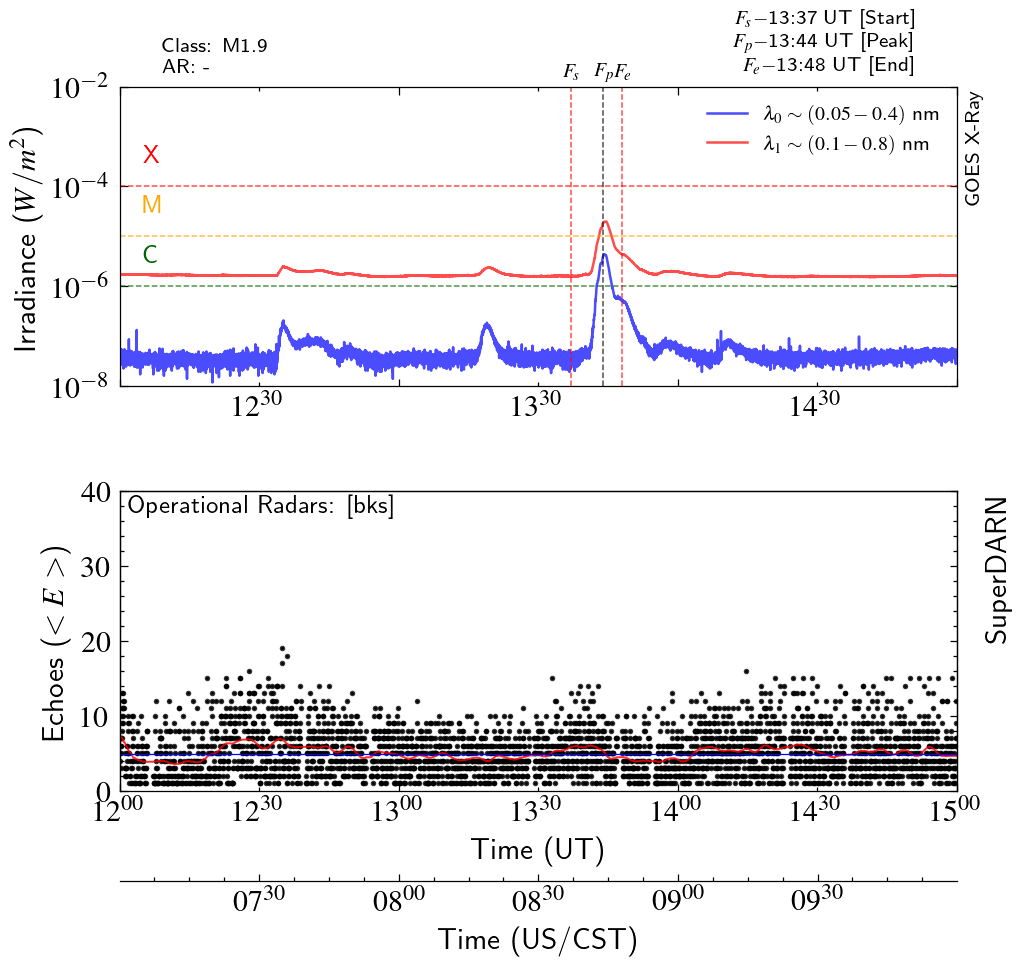 F_s−13:37 UT [Start]
Class: M1.9
F_p−13:44 UT [Peak]
AR: -
F_e−13:48 UT [End]
F_s F_p F_e
10^{-2}
λ_0 ∼ (0.05 − 0.4) nm
λ_1 ∼ (0.1 − 0.8) nm
GOES X-Ray
X
10^{-4}
M
C
10^{-6}
10^{-8}
Irradiance (W/m^2)
12^{30} 13^{30} 14^{30}
40
Operational Radars: [bks]
30
20
10
0
Echoes (< E >)
SuperDARN
12^{00} 12^{30} 13^{00} 13^{30} 14^{00} 14^{30} 15^{00}
Time (UT)
07^{30} 08^{00} 08^{30} 09^{00} 09^{30}
Time (US/CST)